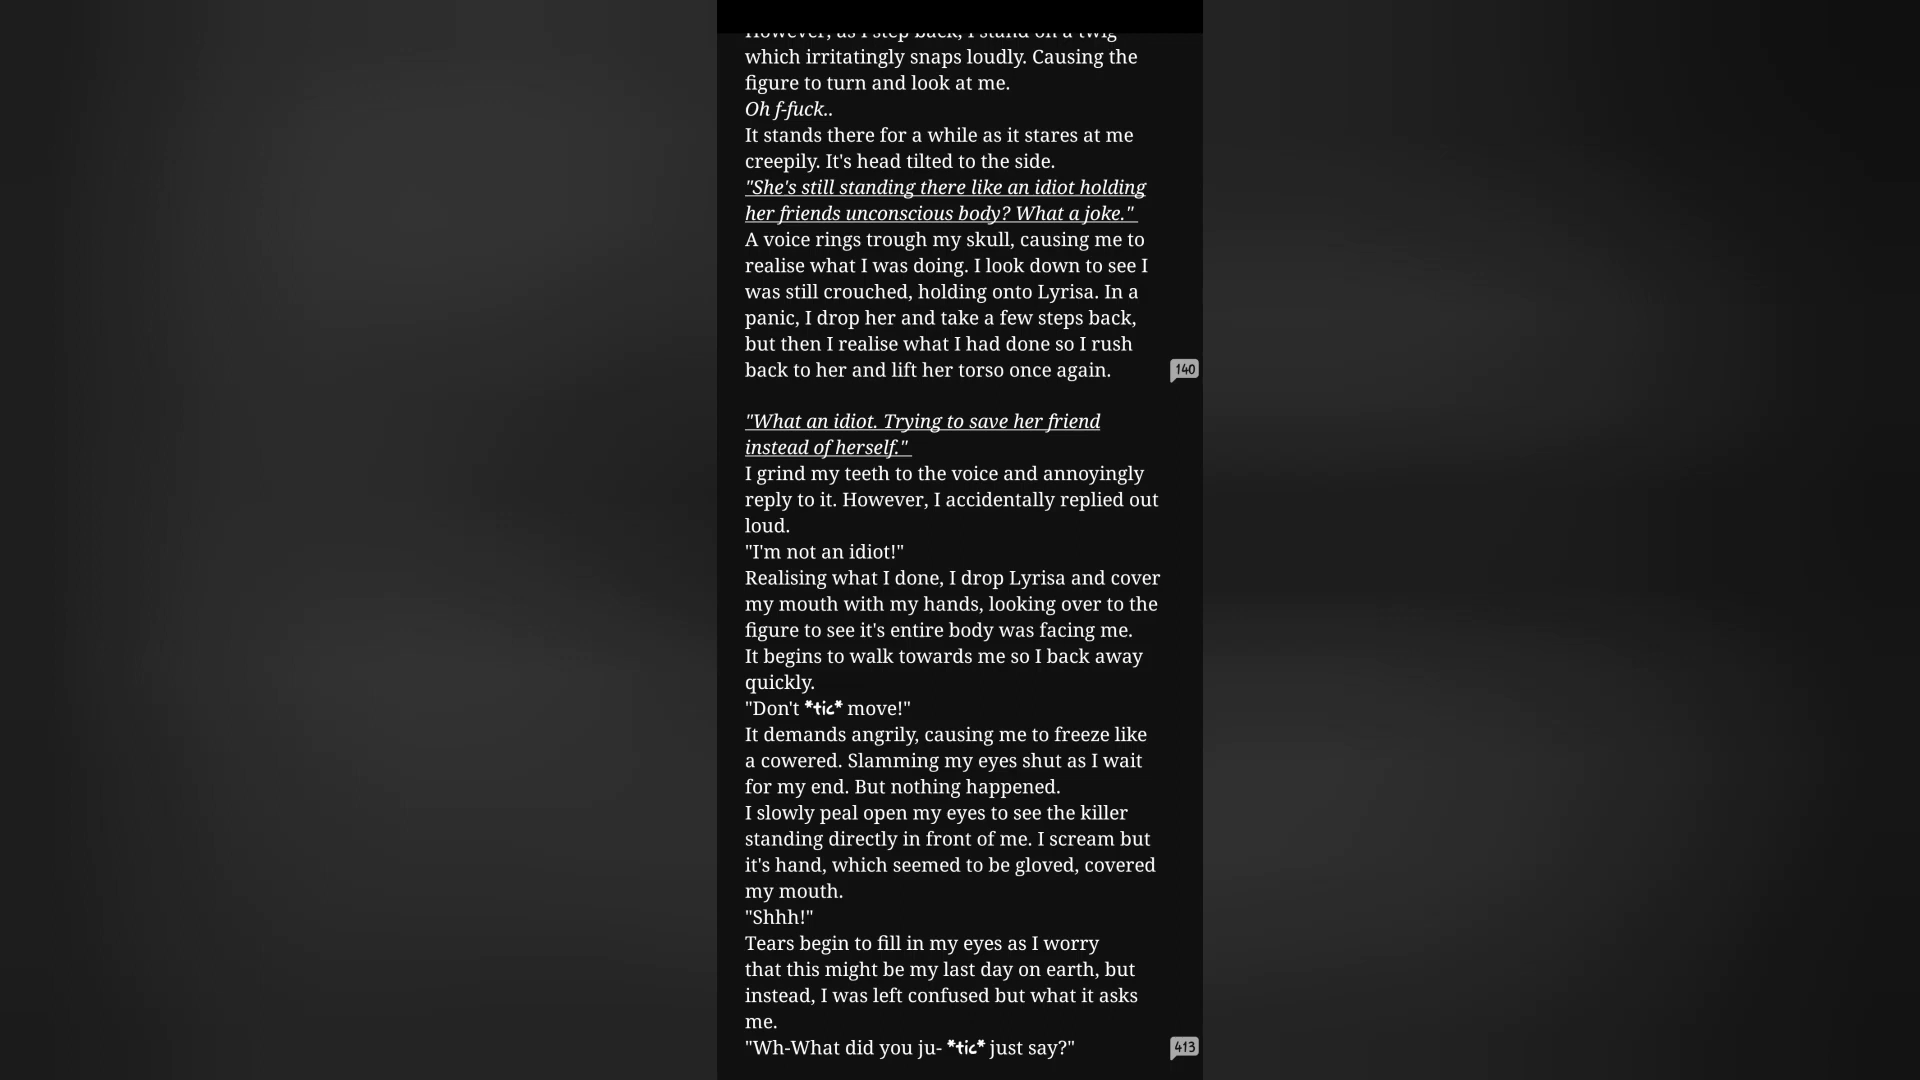 However, as I step back, I stand on a twig
which irritatingly snaps loudly. Causing the
figure to turn and look at me.
Oh f-fuck..
It stands there for a while as it stares at me
creepily. It's head tilted to the side.
"She's still standing there like an idiot holding
her friends unconscious body? What a joke."
A voice rings trough my skull, causing me to
realise what I was doing. I look down to see I
was still crouched, holding onto Lyrisa. In a
panic, I drop her and take a few steps back,
but then I realise what I had done so I rush
back to her and lift her torso once again.
140
"What an idiot. Trying to save her friend
instead of herself."
I grind my teeth to the voice and annoyingly
reply to it. However, I accidentally replied out
loud.
"I'm not an idiot!"
Realising what I done, I drop Lyrisa and cover
my mouth with my hands, looking over to the
figure to see it's entire body was facing me.
It begins to walk towards me so I back away
quickly.
"Don't *tic* move!"
It demands angrily, causing me to freeze like
a cowered. Slamming my eyes shut as I wait
for my end. But nothing happened.
I slowly peal open my eyes to see the killer
standing directly in front of me. I scream but
it's hand, which seemed to be gloved, covered
my mouth.
"Shhh!"
Tears begin to fill in my eyes as I worry
that this might be my last day on earth, but
instead, I was left confused but what it asks
me.
"Wh-What did you ju- *tic* just say?"
413